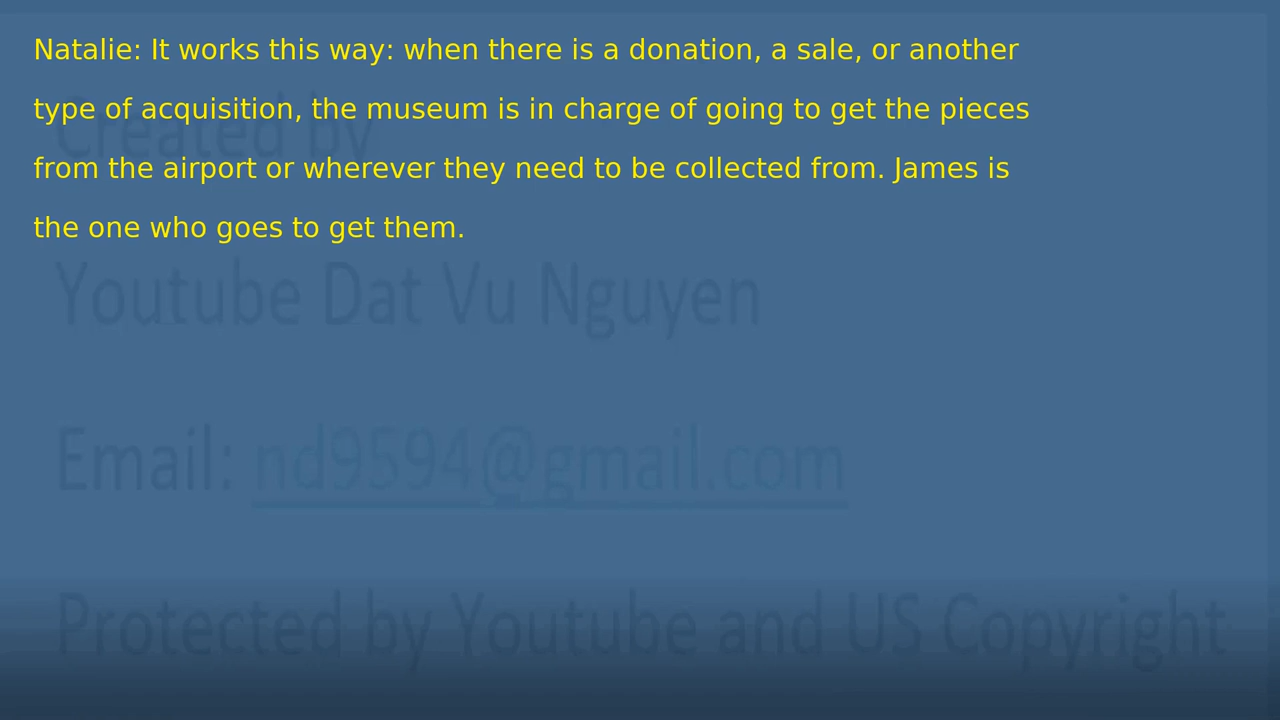 Natalie: It works this way: when there is a donation, a sale, or another
type of acquisition, the museum is in charge of going to get the pieces
Created by
from the airport or wherever they need to be collected from. James is
the one who goes to get them.
Youtube Dat Vu Nguyen
Email: nd9594@gmail.com
Protected by Youtube and US Copyright